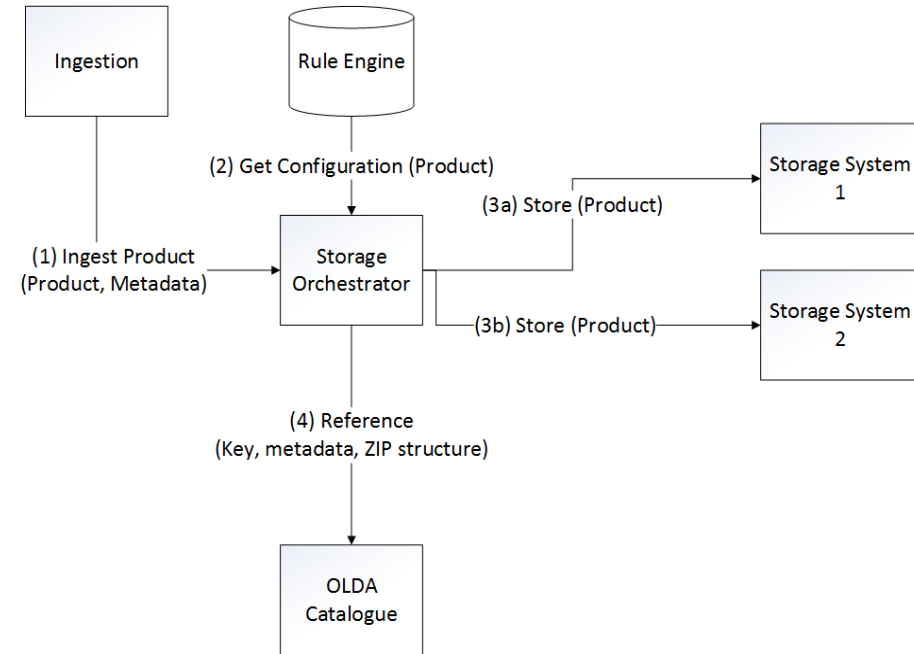 Ingestion
Rule Engine
(2) Get Configuration (Product)
Storage System
1
(3a) Store (Product)
(1) Ingest Product
(Product, Metadata)
Storage
Orchestrator
Storage System
2
(3b) Store (Product)
(4) Reference
(Key, metadata, ZIP structure)
OLDA
Catalogue